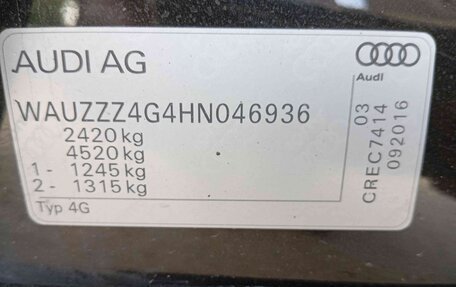 AUDI AG
Audi
WAUZZZ4G4HN046936
2420 kg
4520 kg
1 - 1245 kg
2 - 1315 kg
Typ 4G
03
CREC7414
092016